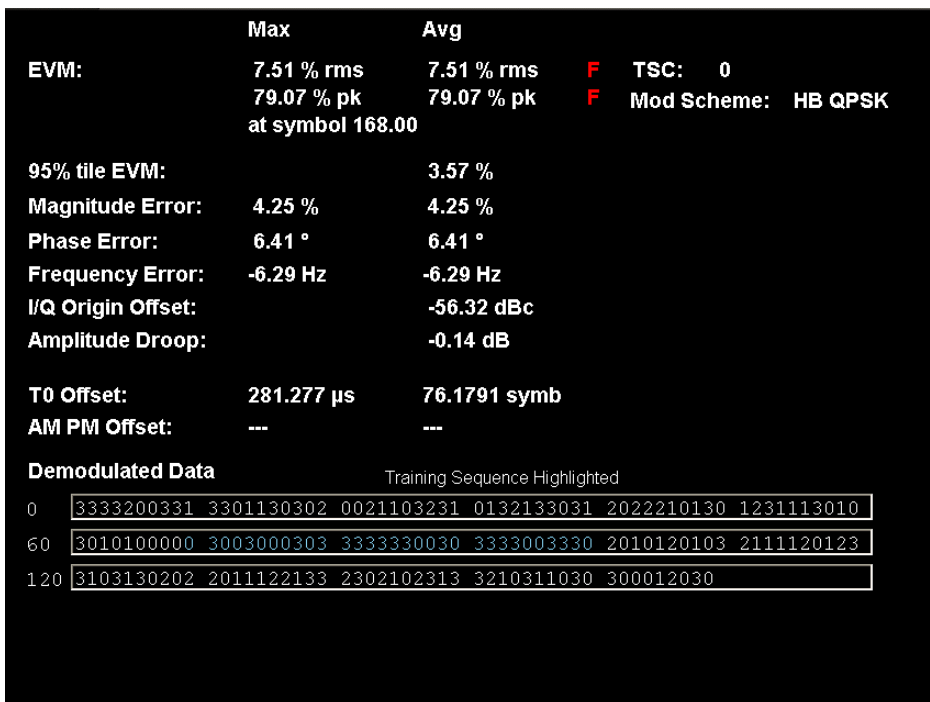 Max Avg
EVM: 7.51 % rms 7.51 % rms F TSC: 0
79.07 % pk 79.07 % pk F Mod Scheme: HB QPSK
at symbol 168.00
95% tile EVM: 3.57 %
Magnitude Error: 4.25 % 4.25 %
Phase Error: 6.41 ° 6.41 °
Frequency Error: -6.29 Hz -6.29 Hz
I/Q Origin Offset: -56.32 dBc
Amplitude Droop: -0.14 dB
T0 Offset: 281.277 µs 76.1791 symb
AM PM Offset: --- ---
Demodulated Data Training Sequence Highlighted
0 3333200331 3301130302 0021103231 0132133031 2022210130 1231113010
60 3010100000 3003000303 3333330030 3333003330 2010120103 2111120123
120 3103130202 2011122133 2302102313 3210311030 300012030